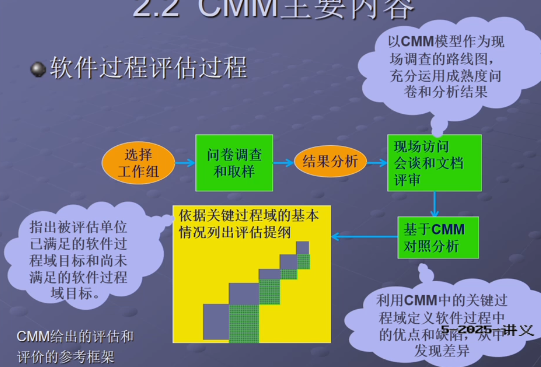 2.2 CMM主要内容
软件过程评估过程
以CMM模型作为现
场调查的路线图,
充分运用成熟度问
卷和分析结果
选择
工作组
问卷调查
和取样
结果分析
现场访问
会谈和文档
评审
指出被评估单位
已满足的软件过
程域目标和尚未
满足的软件过程
域目标。
依据关键过程域的基本
情况列出评估提纲
基于CMM
对照分析
利用CMM中的关键过
程域定义软件过程中
的优点和缺陷,从中
发现差异
5-2025-讲义
CMM给出的评估和
评价的参考框架